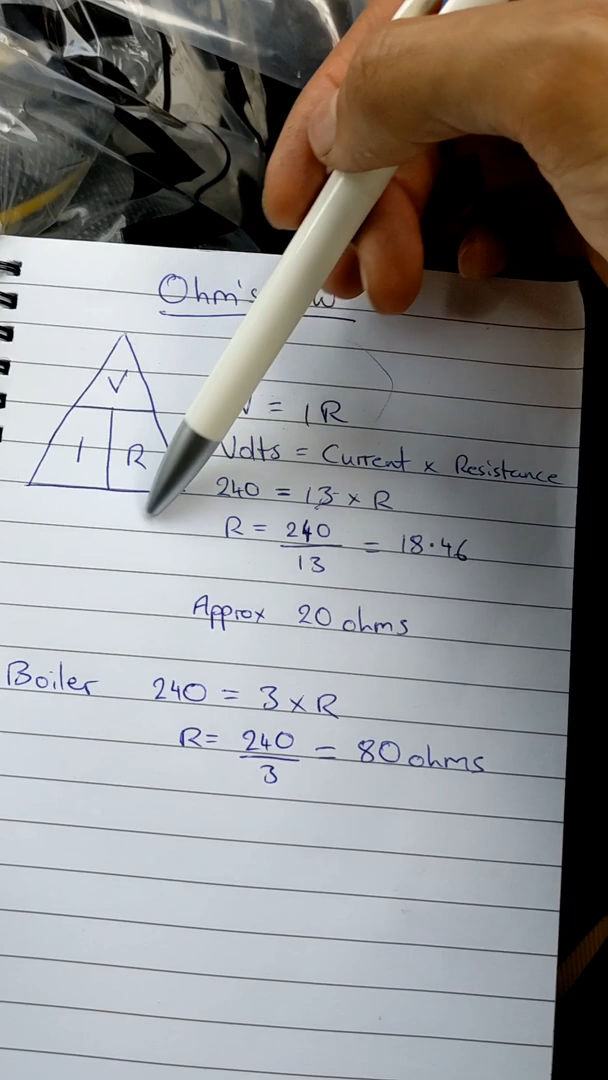 Ohm's
V
I R
V = IR
Volts = Current x Resistance
240 = 13 x R
R = 240/13 = 18.46
Approx 20 ohms
Boiler 240 = 3 x R
R = 240/3 = 80 ohms